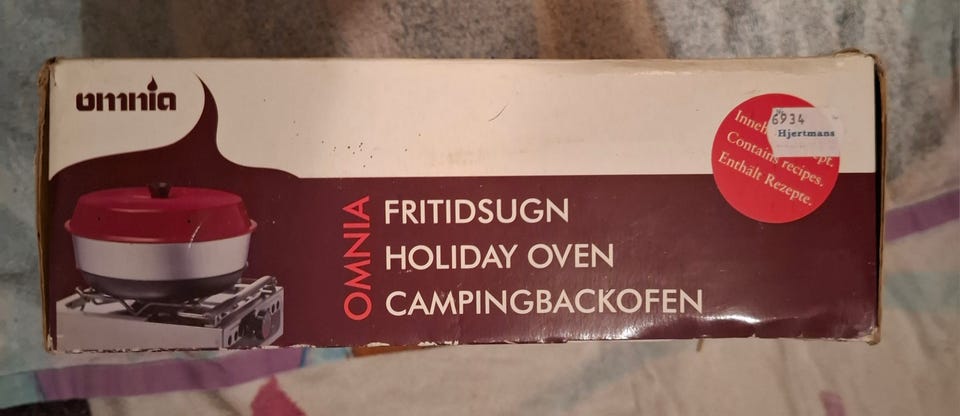 omnia
OMNIA
FRITIDSUGN
HOLIDAY OVEN
CAMPINGBACKOFEN
6934
Hjertmans
Contains recipes.
Enthält Rezepte.